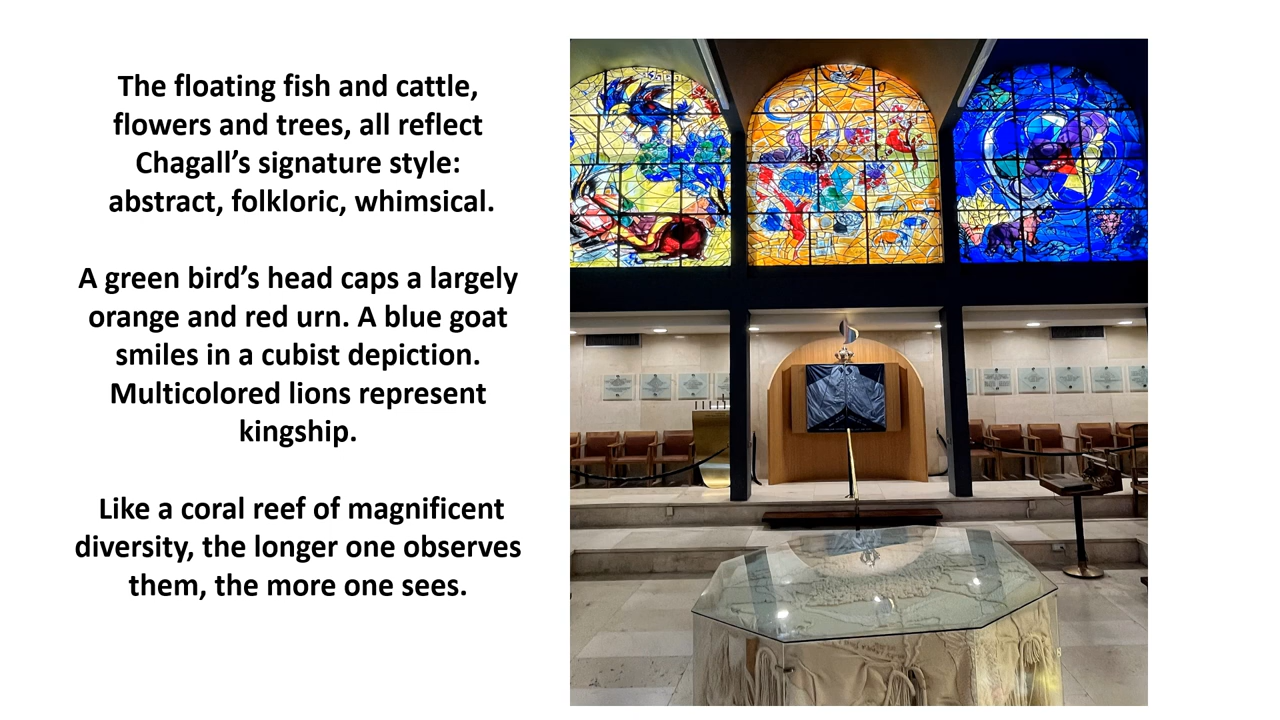 The floating fish and cattle,
flowers and trees, all reflect
Chagall’s signature style:
abstract, folkloric, whimsical.
A green bird’s head caps a largely
orange and red urn. A blue goat
smiles in a cubist depiction.
Multicolored lions represent
kingship.
Like a coral reef of magnificent
diversity, the longer one observes
them, the more one sees.